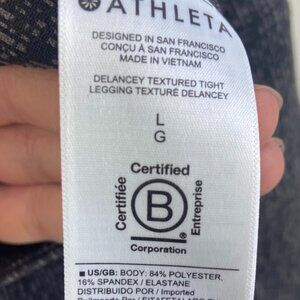 ATHLETA
DESIGNED IN SAN FRANCISCO
CONÇU À SAN FRANCISCO
MADE IN VIETNAM
DELANCEY TEXTURED TIGHT
LEGGING TEXTURÉ DELANCEY
L
G
Certified
Certifiée
B
Entreprise
®
Corporation
■ US/GB: BODY: 84% POLYESTER,
16% SPANDEX / ELASTANE
DISTRIBUIDO POR / Imported